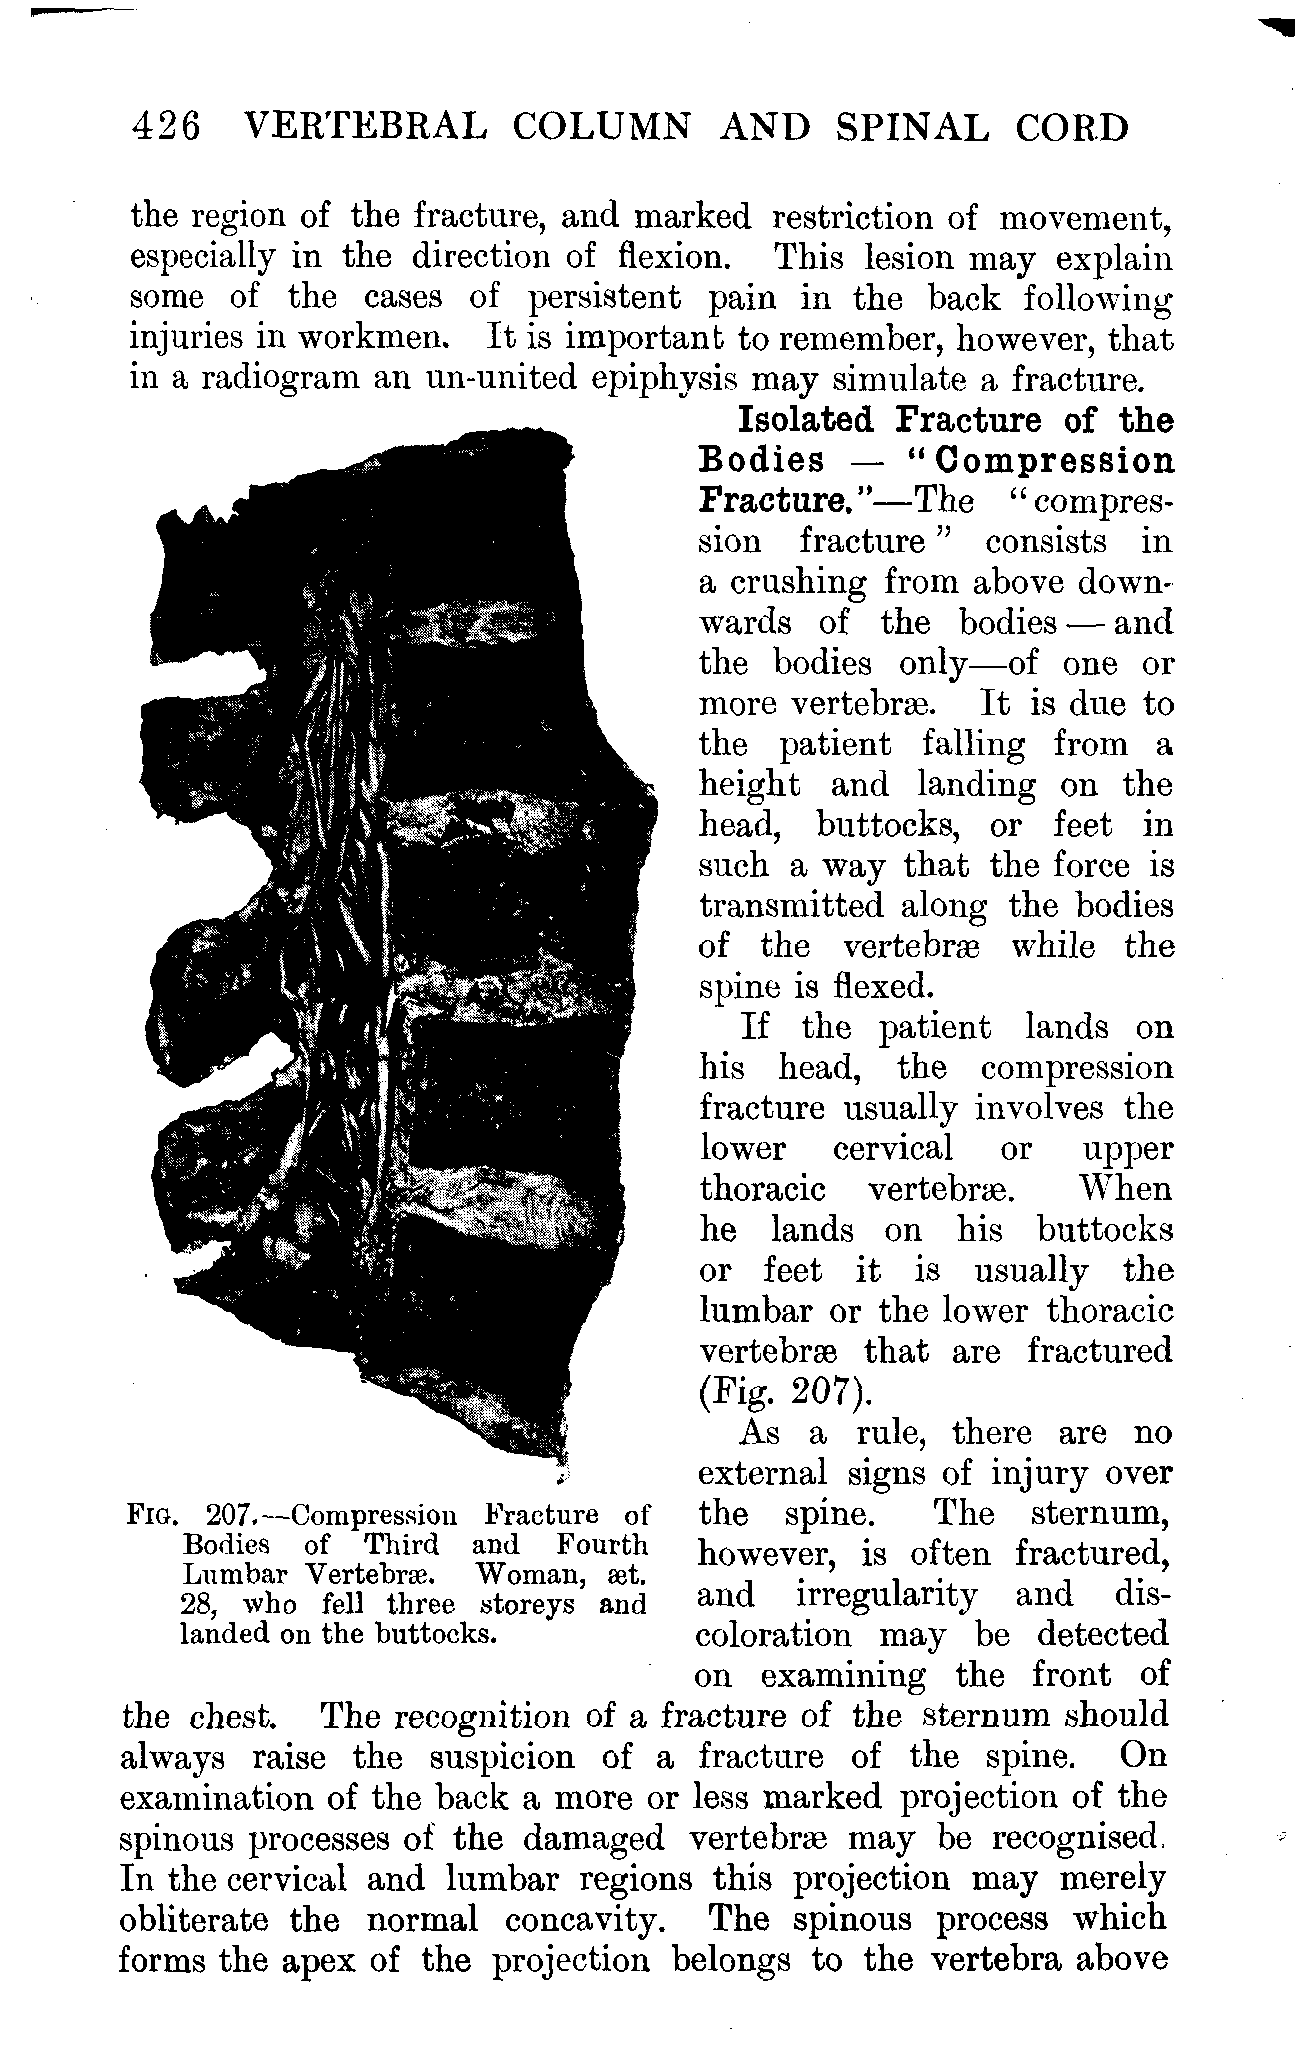 426 VERTEBRAL COLUMN AND SPINAL CORD
the region of the fracture, and marked restriction of movement,
especially in the direction of flexion. This lesion may explain
some of the cases of persistent pain in the back following
injuries in workmen. It is important to remember, however, that
in a radiogram an un-united epiphysis may simulate a fracture.
Isolated Fracture of the
Bodies — “Compression
Fracture.”—The “compres-
sion fracture” consists in
a crushing from above down-
wards of the bodies — and
the bodies only—of one or
more vertebræ. It is due to
the patient falling from a
height and landing on the
head, buttocks, or feet in
such a way that the force is
transmitted along the bodies
of the vertebræ while the
spine is flexed.
If the patient lands on
his head, the compression
fracture usually involves the
lower cervical or upper
thoracic vertebræ. When
he lands on his buttocks
or feet it is usually the
lumbar or the lower thoracic
vertebræ that are fractured
(Fig. 207).
As a rule, there are no
external signs of injury over
the spine. The sternum,
however, is often fractured,
and irregularity and dis-
coloration may be detected
on examining the front of
the chest. The recognition of a fracture of the sternum should
always raise the suspicion of a fracture of the spine. On
examination of the back a more or less marked projection of the
spinous processes of the damaged vertebræ may be recognised.
In the cervical and lumbar regions this projection may merely
obliterate the normal concavity. The spinous process which
forms the apex of the projection belongs to the vertebra above
FIG. 207.—Compression Fracture of
Bodies of Third and Fourth
Lumbar Vertebræ. Woman, æt.
28, who fell three storeys and
landed on the buttocks.